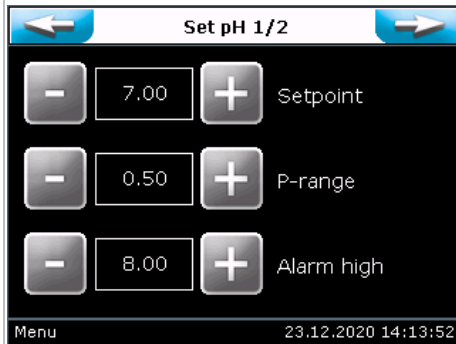 Set pH 1/2
- 7.00 + Setpoint
- 0.50 + P-range
- 8.00 + Alarm high
Menu 23.12.2020 14:13:52